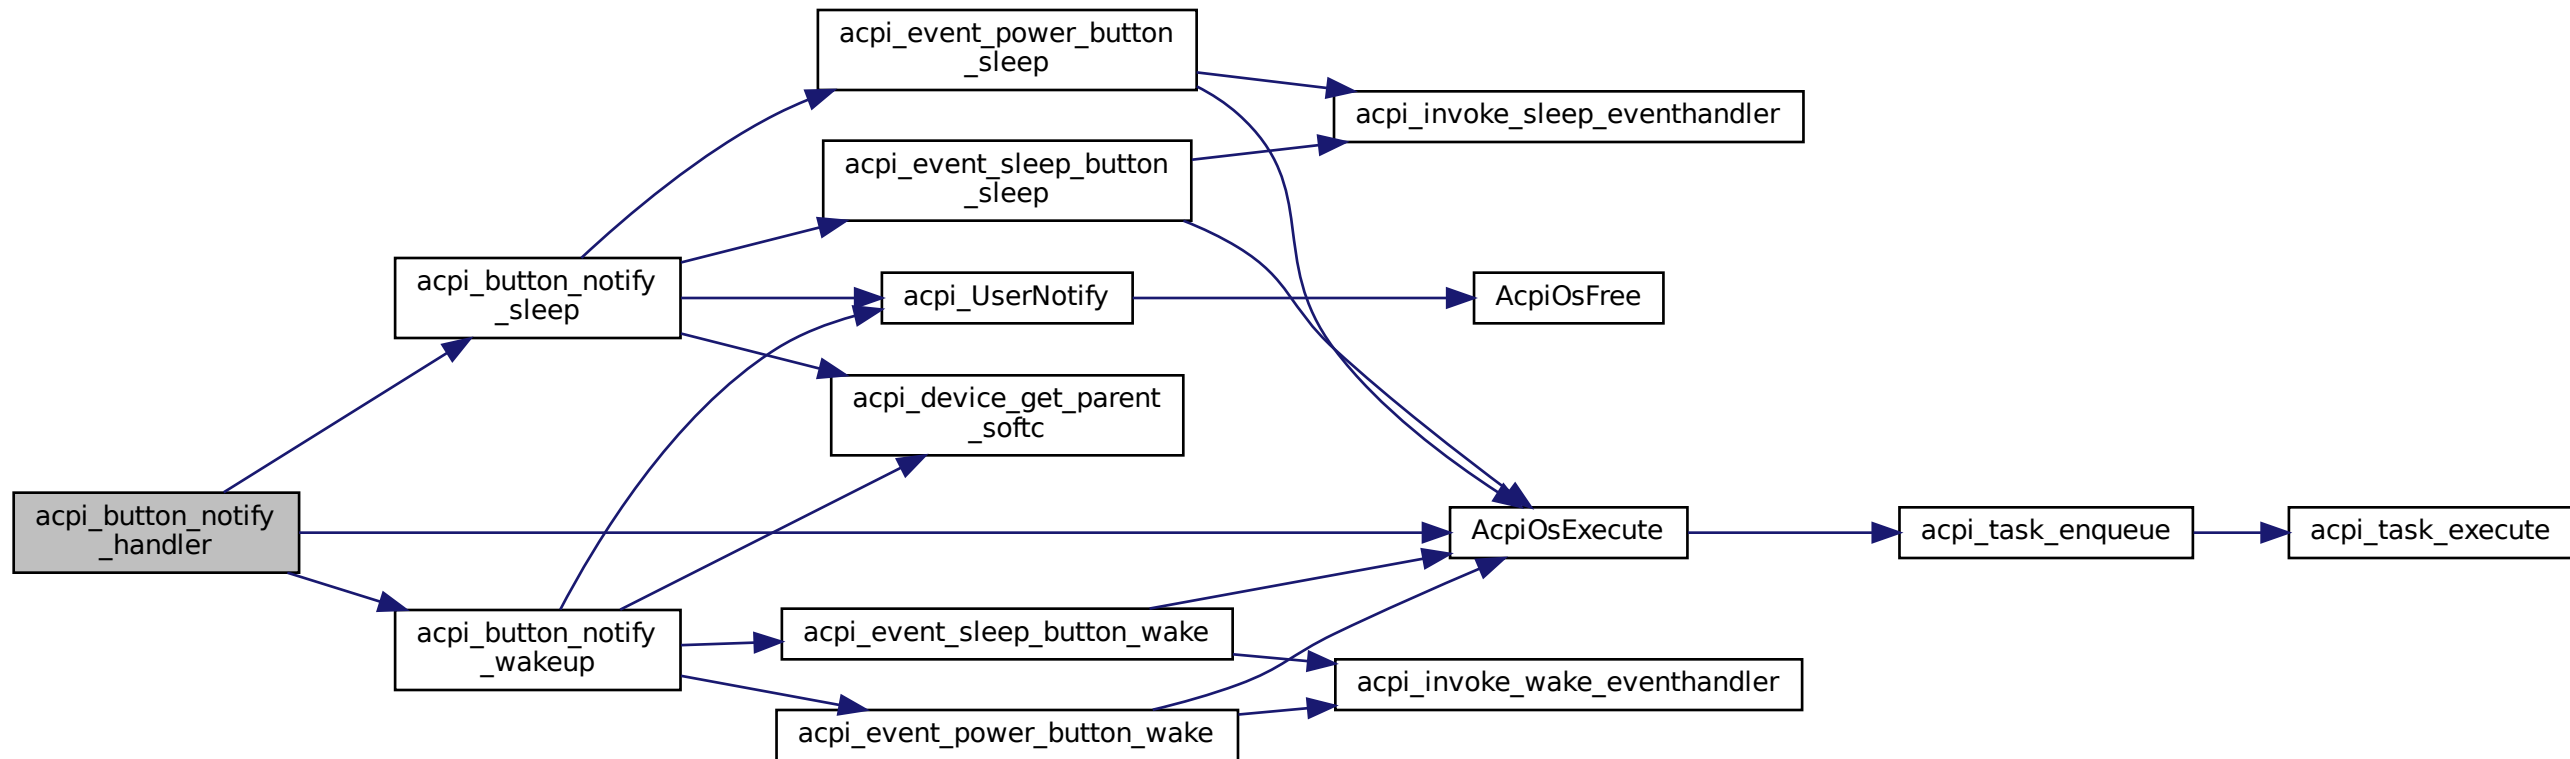 acpi_event_power_button
_sleep
acpi_invoke_sleep_eventhandler
acpi_event_sleep_button
_sleep
acpi_button_notify
_sleep
acpi_UserNotify
AcpiOsFree
acpi_device_get_parent
_softc
acpi_button_notify
_handler
AcpiOsExecute
acpi_task_enqueue
acpi_task_execute
acpi_button_notify
_wakeup
acpi_event_sleep_button_wake
acpi_invoke_wake_eventhandler
acpi_event_power_button_wake